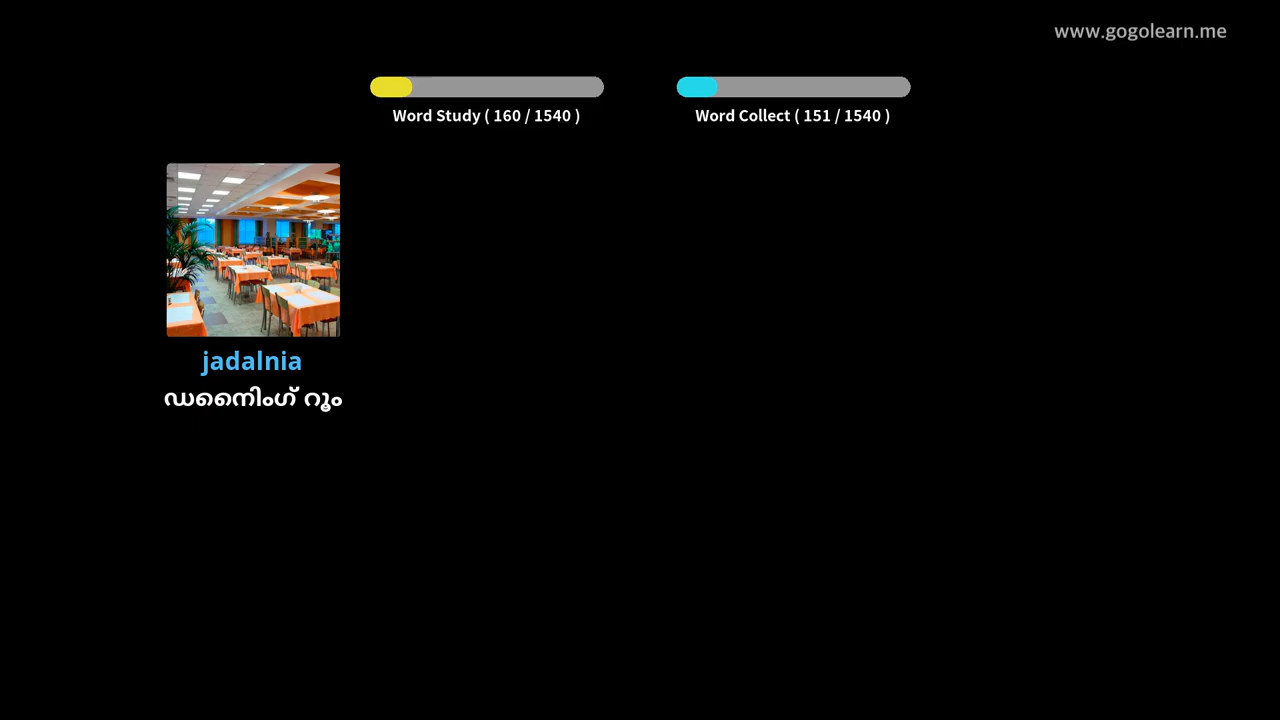 www.gogolearn.me
Word Study ( 160 / 1540 )
Word Collect ( 151 / 1540 )
jadalnia
ഡൈനിംഗ് റൂം